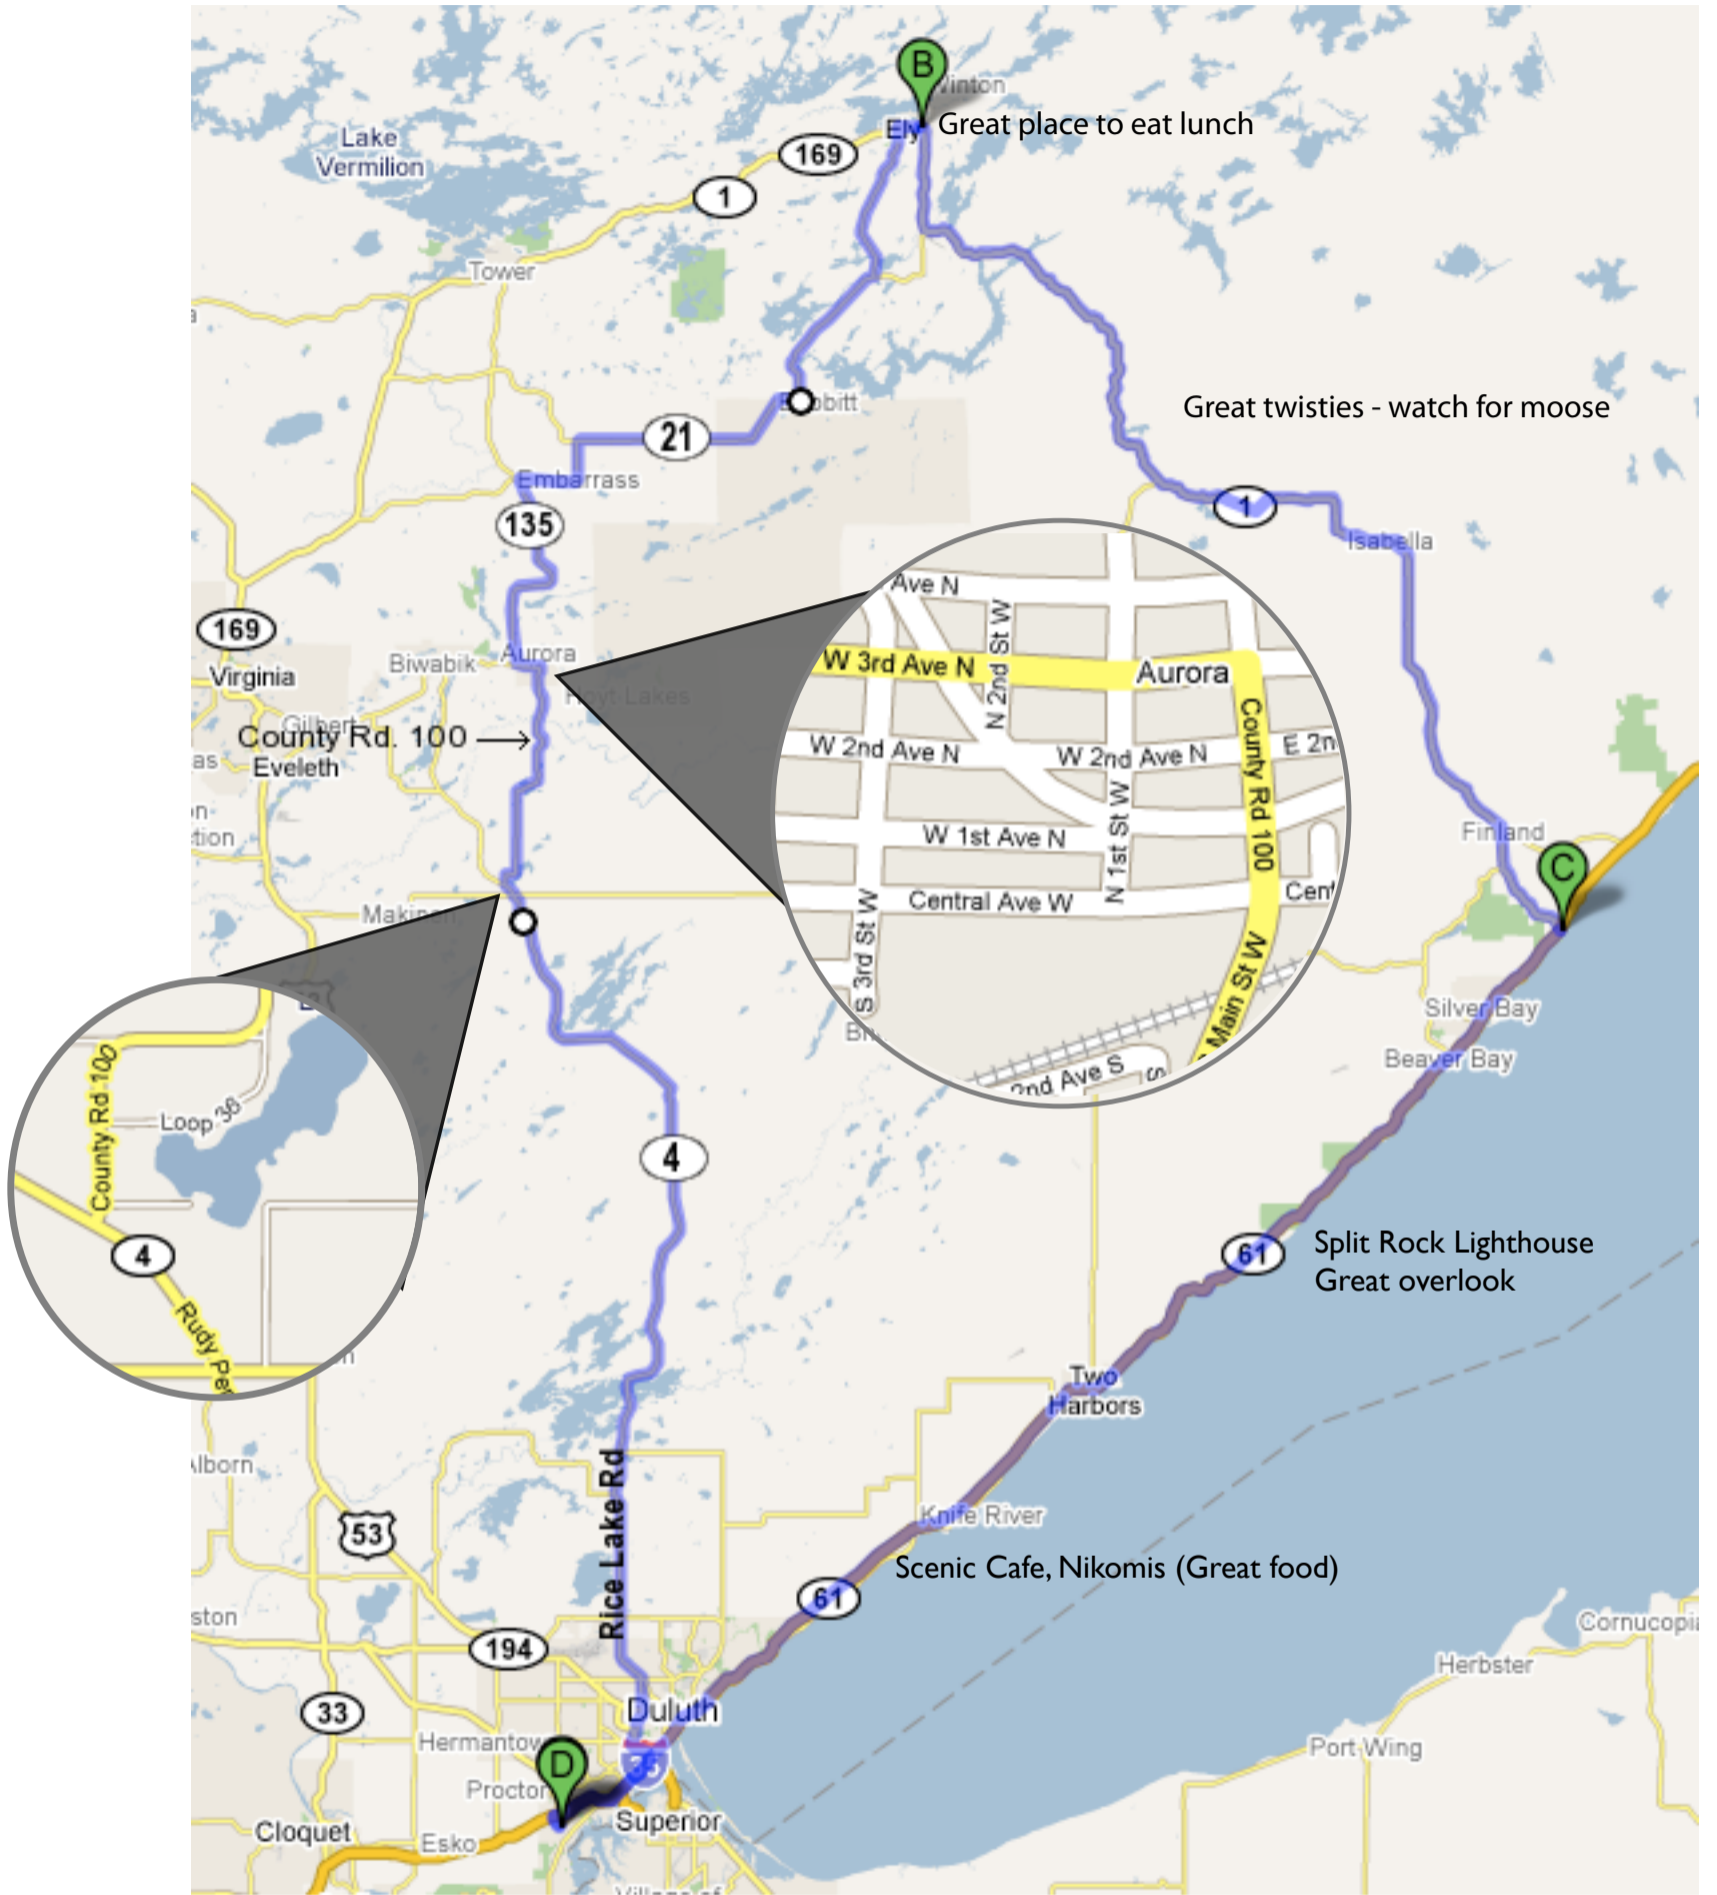 B
Winton
Ely
Great place to eat lunch
Lake
Vermilion
169
1
Tower
Babbitt
Great twisties - watch for moose
21
Embarrass
135
1
Isabella
169
Virginia
Biwabik
Aurora
Hoyt Lakes
Gilbert
County Rd. 100
Eveleth
Ave N
N 2nd St W
W 3rd Ave N
Aurora
County Rd 100
W 2nd Ave N
W 2nd Ave N
E 2n
W 1st Ave N
N 1st St W
Central Ave W
Cent
S 3rd St W
Main St W
2nd Ave S
S
Finland
C
Makinen
Silver Bay
Beaver Bay
County Rd 100
Loop 36
4
Rudy Per
4
61
Split Rock Lighthouse
Great overlook
Two
Harbors
Alborn
53
Rice Lake Rd
Knife River
Scenic Cafe, Nikomis (Great food)
61
ston
194
Cornucopia
Herbster
33
Duluth
Hermantow
D
35
Port Wing
Proctor
Superior
Cloquet
Esko
Village of